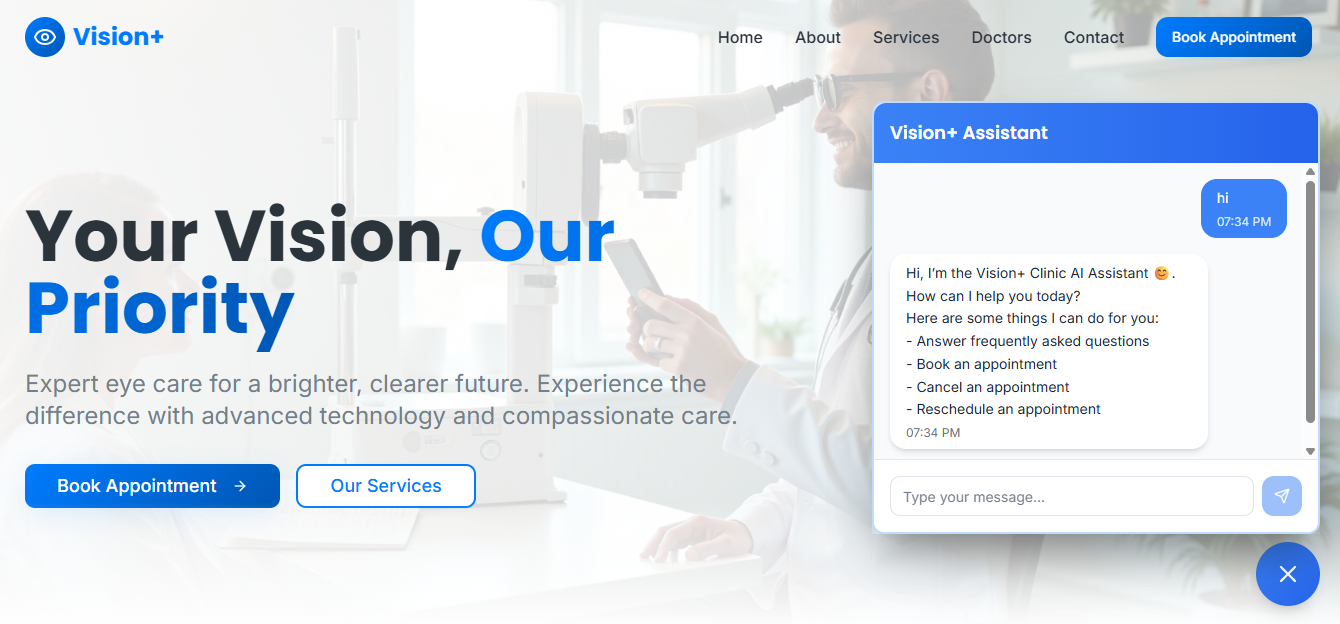 Vision+
Home
About
Services
Doctors
Contact
Book Appointment
Your Vision, Our
Priority
Expert eye care for a brighter, clearer future. Experience the
difference with advanced technology and compassionate care.
Book Appointment →
Our Services
Vision+ Assistant
hi
07:34 PM
Hi, I'm the Vision+ Clinic AI Assistant 😊.
How can I help you today?
Here are some things I can do for you:
- Answer frequently asked questions
- Book an appointment
- Cancel an appointment
- Reschedule an appointment
07:34 PM
Type your message...